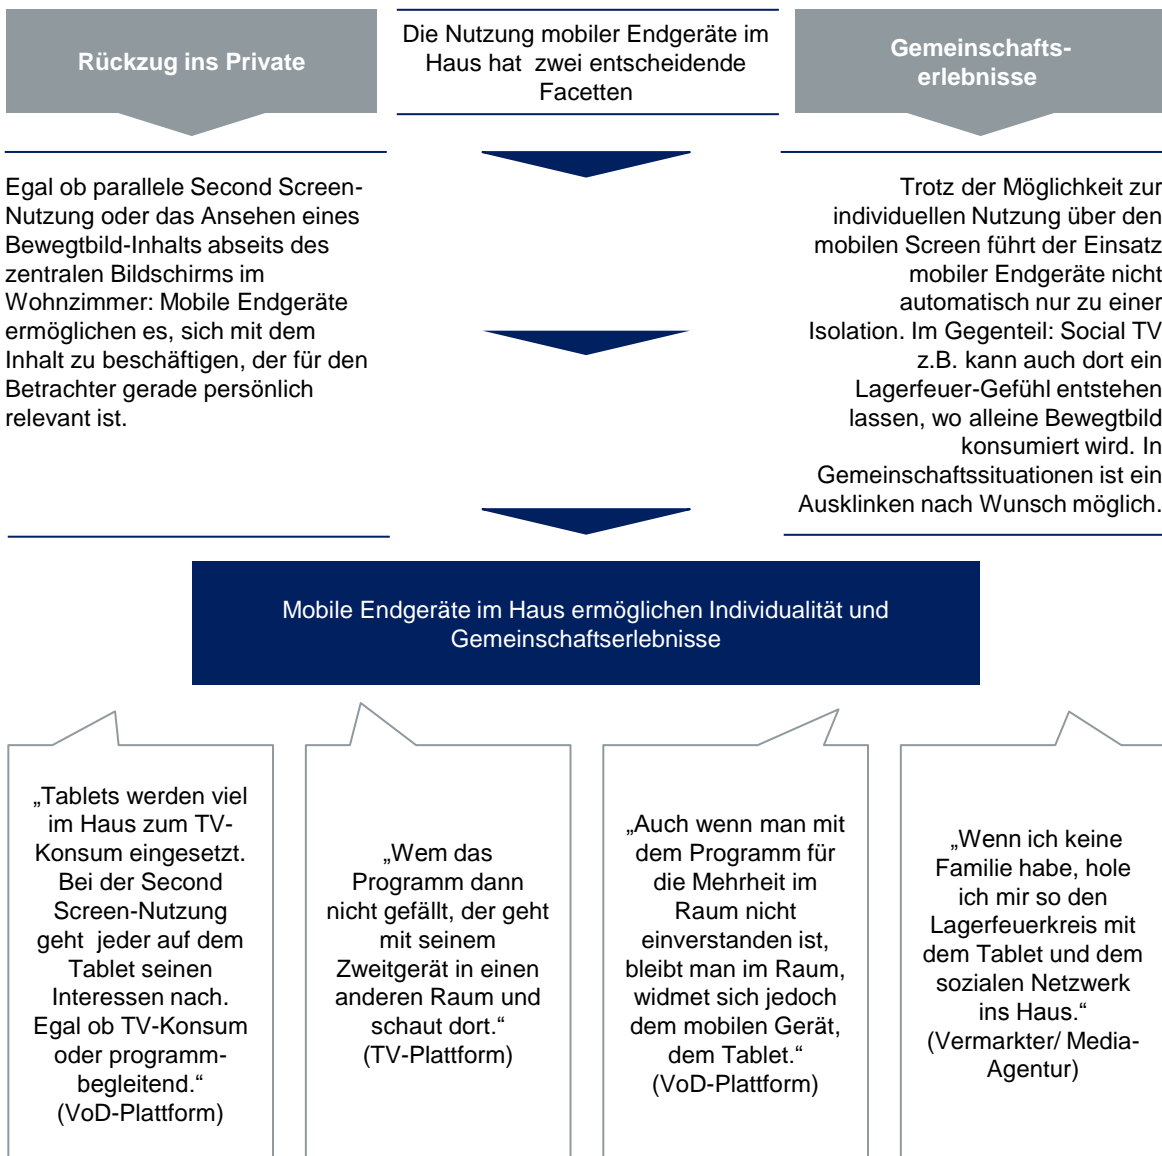 Rückzug ins Private
Die Nutzung mobiler Endgeräte im
Haus hat zwei entscheidende
Facetten
Gemeinschafts-
erlebnisse
Egal ob parallele Second Screen-
Nutzung oder das Ansehen eines
Bewegtbild-Inhalts abseits des
zentralen Bildschirms im
Wohnzimmer: Mobile Endgeräte
ermöglichen es, sich mit dem
Inhalt zu beschäftigen, der für den
Betrachter gerade persönlich
relevant ist.
Trotz der Möglichkeit zur
individuellen Nutzung über den
mobilen Screen führt der Einsatz
mobiler Endgeräte nicht
automatisch nur zu einer
Isolation. Im Gegenteil: Social TV
z.B. kann auch dort ein
Lagerfeuer-Gefühl entstehen
lassen, wo alleine Bewegtbild
konsumiert wird. In
Gemeinschaftssituationen ist ein
Ausklinken nach Wunsch möglich.
Mobile Endgeräte im Haus ermöglichen Individualität und
Gemeinschaftserlebnisse
„Tablets werden viel
im Haus zum TV-
Konsum eingesetzt.
Bei der Second
Screen-Nutzung
geht jeder auf dem
Tablet seinen
Interessen nach.
Egal ob TV-Konsum
oder programm-
begleitend.“
(VoD-Plattform)
„Wem das
Programm dann
nicht gefällt, der geht
mit seinem
Zweitgerät in einen
anderen Raum und
schaut dort.“
(TV-Plattform)
„Auch wenn man mit
dem Programm für
die Mehrheit im
Raum nicht
einverstanden ist,
bleibt man im Raum,
widmet sich jedoch
dem mobilen Gerät,
dem Tablet.“
(VoD-Plattform)
„Wenn ich keine
Familie habe, hole
ich mir so den
Lagerfeuerkreis mit
dem Tablet und dem
sozialen Netzwerk
ins Haus.“
(Vermarkter/ Media-
Agentur)